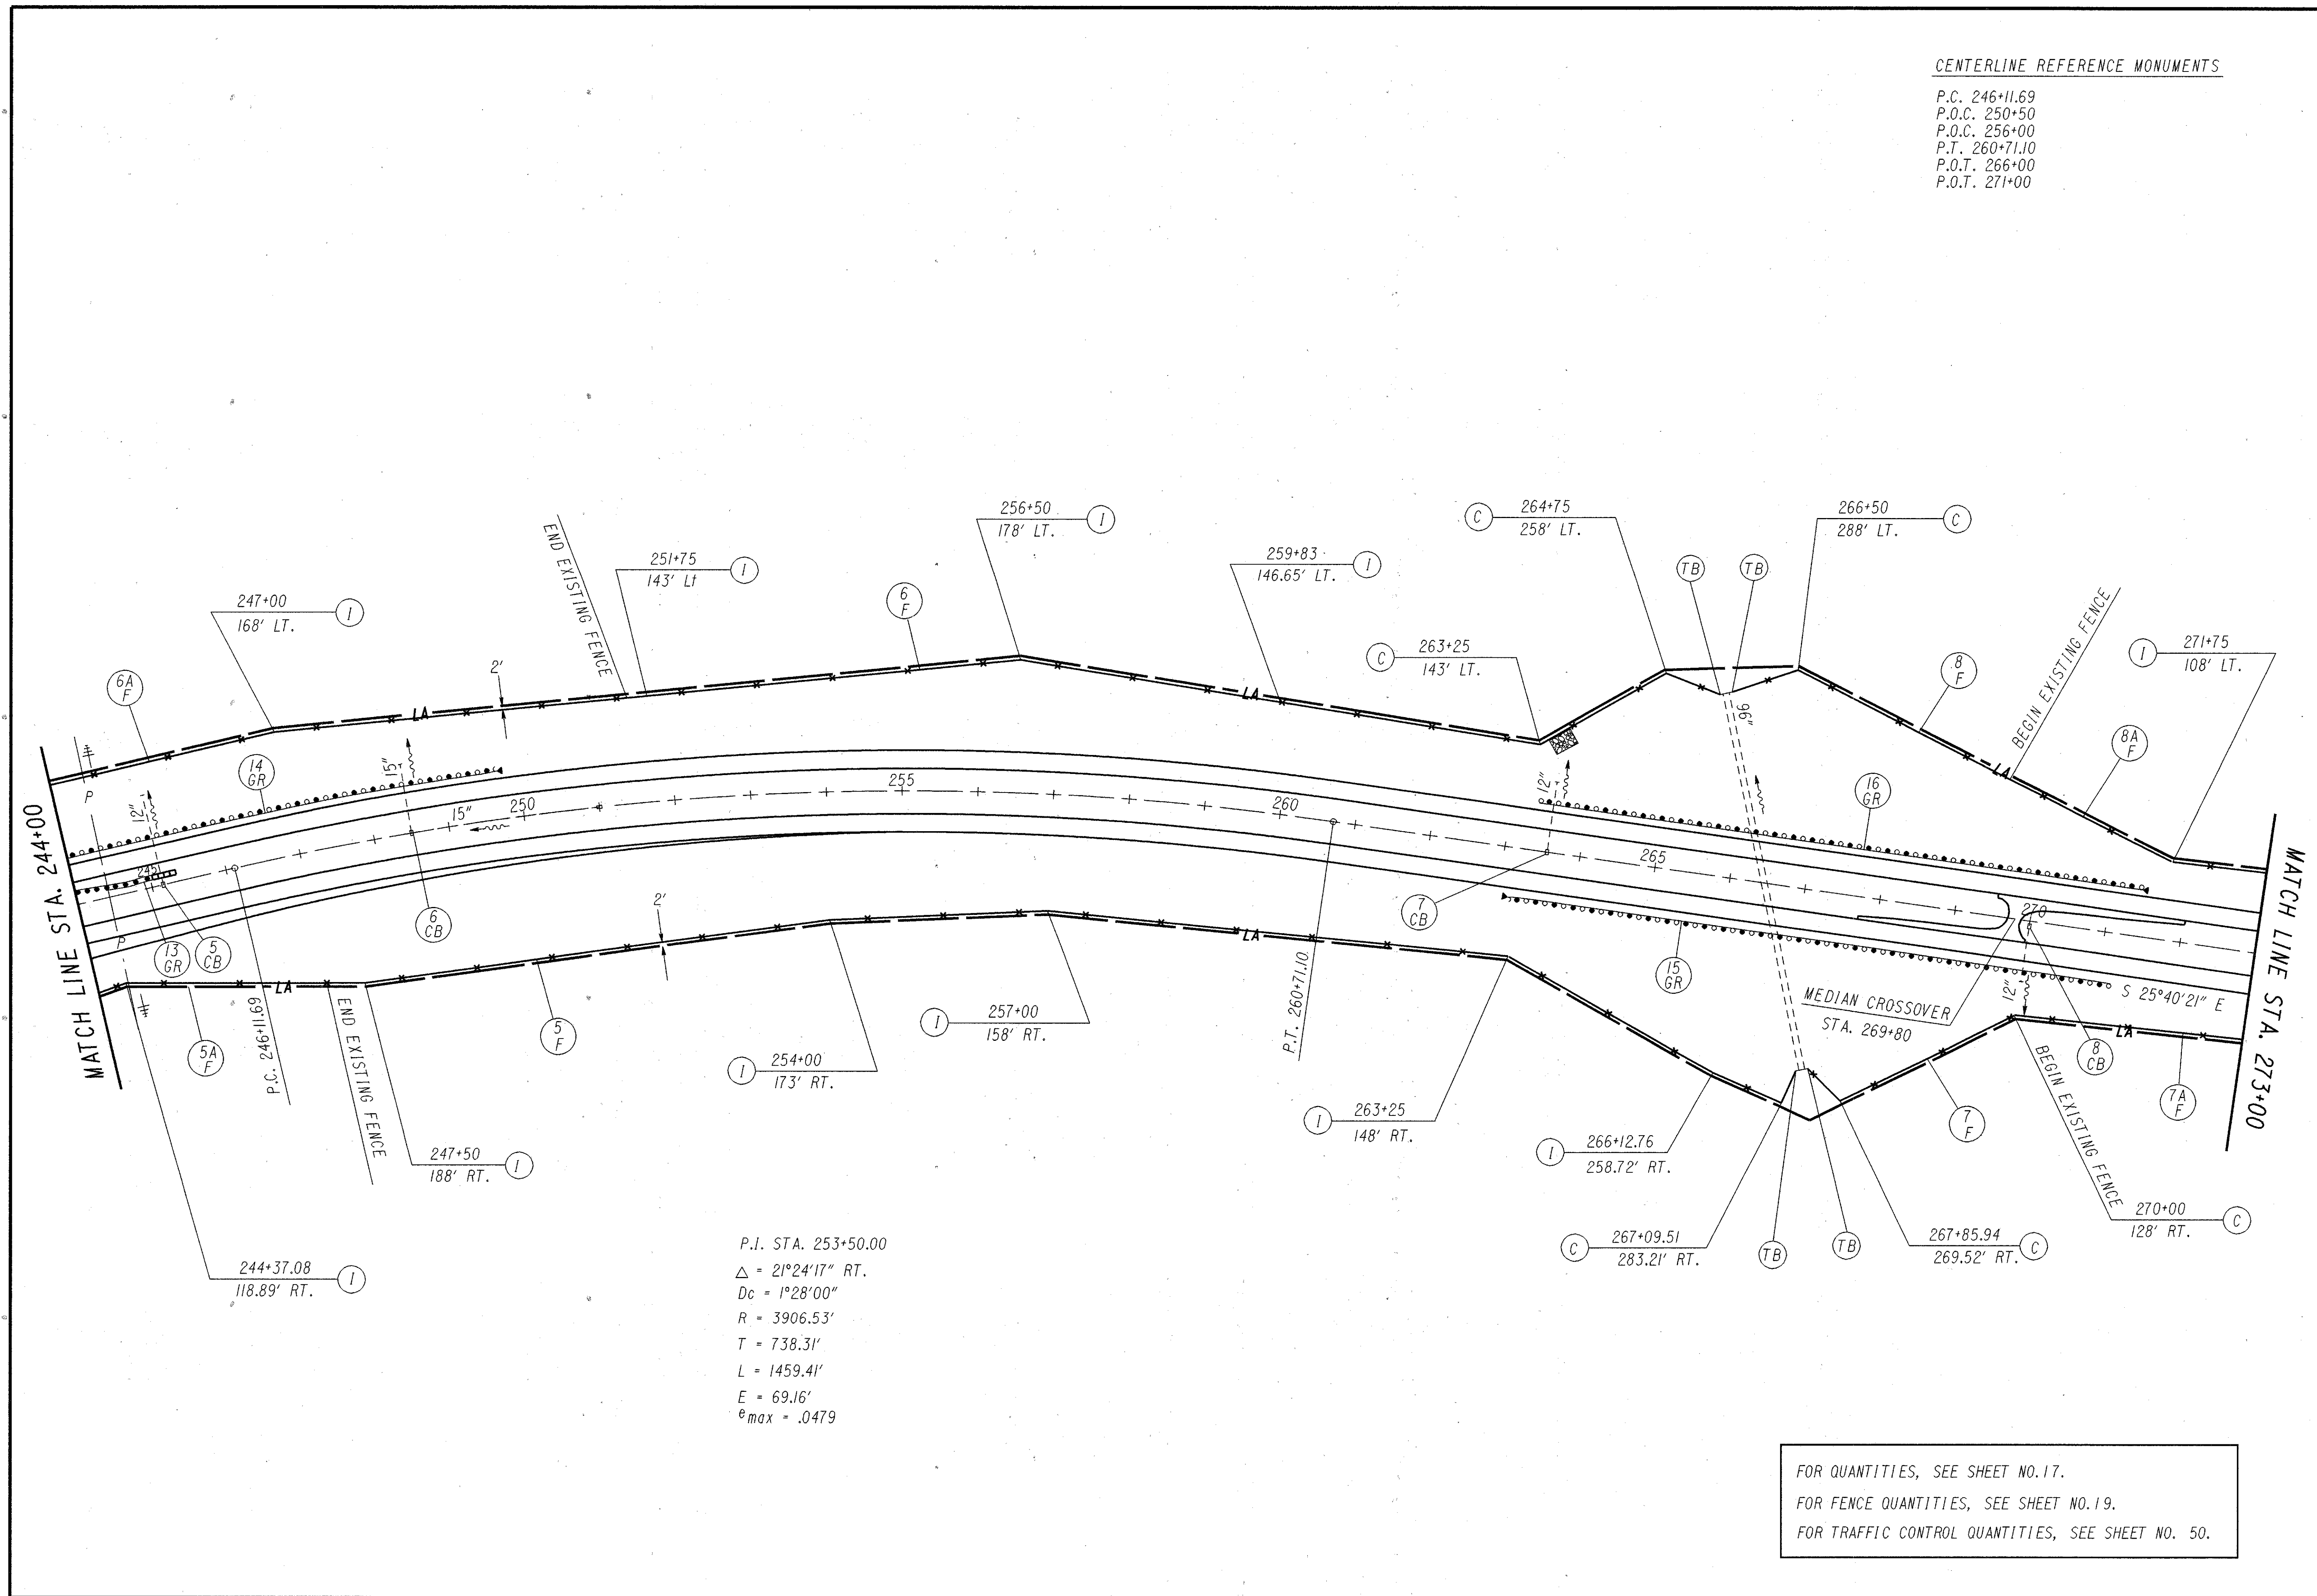 CENTERLINE REFERENCE MONUMENTS
P.C. 246+11.69
P.O.C. 250+50
P.O.C. 256+00
P.T. 260+71.10
P.O.T. 266+00
P.O.T. 271+00
256+50
178' LT.
I
C
264+75
258' LT.
266+50
288' LT.
C
END EXISTING FENCE
251+75
143' Lt
I
259+83
146.65' LT.
I
TB
TB
247+00
168' LT.
I
6
F
C
263+25
143' LT.
BEGIN EXISTING FENCE
I
271+75
108' LT.
6A
F
2'
LA
LA
8
F
96"
LA
8A
F
14
GR
P
12"
15"
12"
16
GR
MATCH LINE STA. 244+00
245
15"
250
255
260
265
270
MATCH LINE STA. 273+00
P
13
GR
5
CB
6
CB
2'
7
CB
LA
15
GR
MEDIAN CROSSOVER
STA. 269+80
12"
S 25°40'21" E
LA
5A
F
P.C. 246+11.69
END EXISTING FENCE
LA
5
F
I
257+00
158' RT.
P.T. 260+71.10
BEGIN EXISTING FENCE
8
CB
7A
F
I
254+00
173' RT.
I
263+25
148' RT.
7
F
247+50
188' RT.
I
I
266+12.76
258.72' RT.
270+00
128' RT.
C
C
267+09.51
283.21' RT.
TB
TB
267+85.94
269.52' RT.
C
244+37.08
118.89' RT.
I
P.I. STA. 253+50.00
△ = 21°24'17" RT.
Dc = 1°28'00"
R = 3906.53'
T = 738.31'
L = 1459.41'
E = 69.16'
e max = .0479
FOR QUANTITIES, SEE SHEET NO. 17.
FOR FENCE QUANTITIES, SEE SHEET NO. 19.
FOR TRAFFIC CONTROL QUANTITIES, SEE SHEET NO. 50.